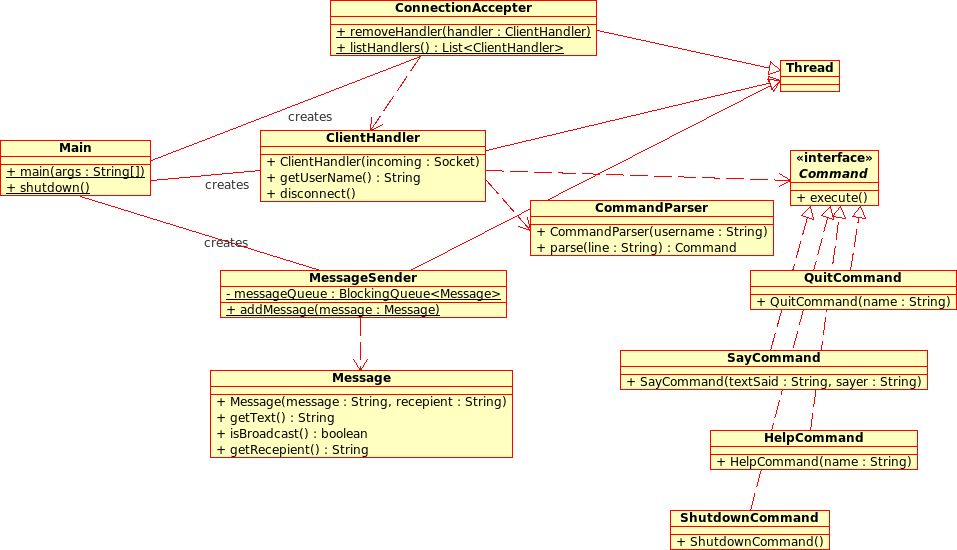 ConnectionAccepter
+ removeHandler(handler : ClientHandler)
+ listHandlers() : List<ClientHandler>
Thread
creates
Main
+ main(args : String[])
+ shutdown()
creates
ClientHandler
+ ClientHandler(incoming : Socket)
+ getUserName() : String
+ disconnect()
«interface»
Command
+ execute()
CommandParser
+ CommandParser(username : String)
+ parse(line : String) : Command
creates
MessageSender
- messageQueue : BlockingQueue<Message>
+ addMessage(message : Message)
QuitCommand
+ QuitCommand(name : String)
Message
+ Message(message : String, recepient : String)
+ getText() : String
+ isBroadcast() : boolean
+ getRecepient() : String
SayCommand
+ SayCommand(textSaid : String, sayer : String)
HelpCommand
+ HelpCommand(name : String)
ShutdownCommand
+ ShutdownCommand()